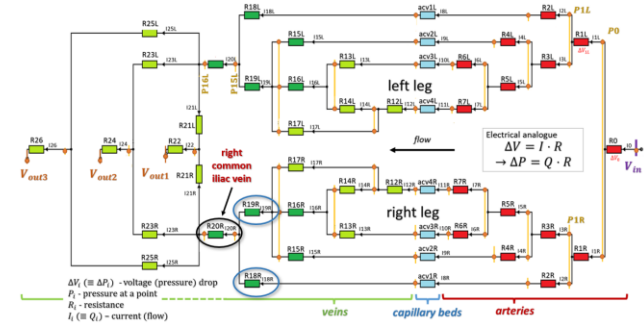 R25L I25L
R23L I23L
R18L I18L acv1L I8L R2L I2L P1L
R15L I15L acv2L I9L R4L I4L R1L I1L P0
P16L I20L P15L R13L I13L acv3L I10L R6L I6L R3L I3L ΔV1L
R19L R16L I16L left leg R5L I5L
R14L I14L R12L I12L acv4L I11L R7L I7L
I21L
R21L R17L I17L
R26 I26 R24 I24 R22 I22
flow
Electrical analogue
ΔV = I · R
→ ΔP = Q · R
R0 I0
ΔV0
Vout3 Vout2 Vout1 Vin
right
common
iliac vein
R21R
I21R
R17R I17R
R14R I14R R12R I12R acv4R I11R R7R I7R
R19R I19R R16R I16R right leg R5R I5R P1R
R23R I23R R20R I20R R13R I13R acv3R I10R R6R I6R R3R I3R
R25R I25R R15R I15R acv2R I9R R4R I4R R1R I1R
R18R I18R acv1R I8R R2R I2R
ΔVi (≡ ΔPi) - voltage (pressure) drop
Pi - pressure at a point
Ri - resistance
Ii (≡ Qi) – current (flow)
veins capillary beds arteries